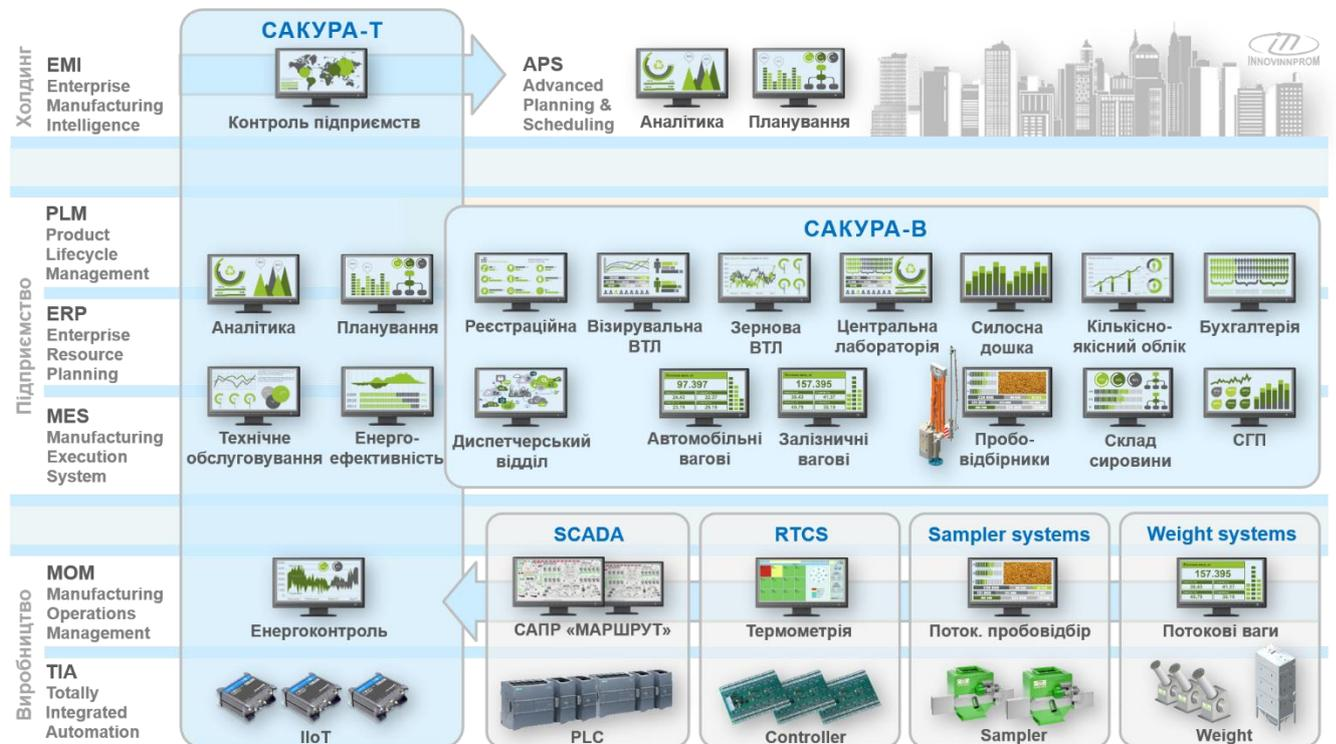 Холдинг
EMI
Enterprise
Manufacturing
Intelligence
САКУРА-Т
Контроль підприємств
APS
Advanced
Planning &
Scheduling
Аналітика
Планування
INNOVINNPROM
Підприємство
PLM
Product
Lifecycle
Management
ERP
Enterprise
Resource
Planning
MES
Manufacturing
Execution
System
Аналітика
Планування
Технічне
обслуговування
Енерго-
ефективність
САКУРА-В
Реєстраційна
Візирувальна
ВТЛ
Зернова
ВТЛ
Центральна
лабораторія
Силосна
дошка
Кількісно-
якісний облік
Бухгалтерія
Диспетчерський
відділ
97.397
Автомобільні
вагові
157.395
Залізничні
вагові
Пробо-
відбірники
Склад
сировини
СГП
Виробництво
MOM
Manufacturing
Operations
Management
TIA
Totally
Integrated
Automation
Енергоконтроль
IIoT
SCADA
САПР «МАРШРУТ»
PLC
RTCS
Термометрія
Controller
Sampler systems
Поток. пробовідбір
Sampler
Weight systems
157.395
Потокові ваги
Weight